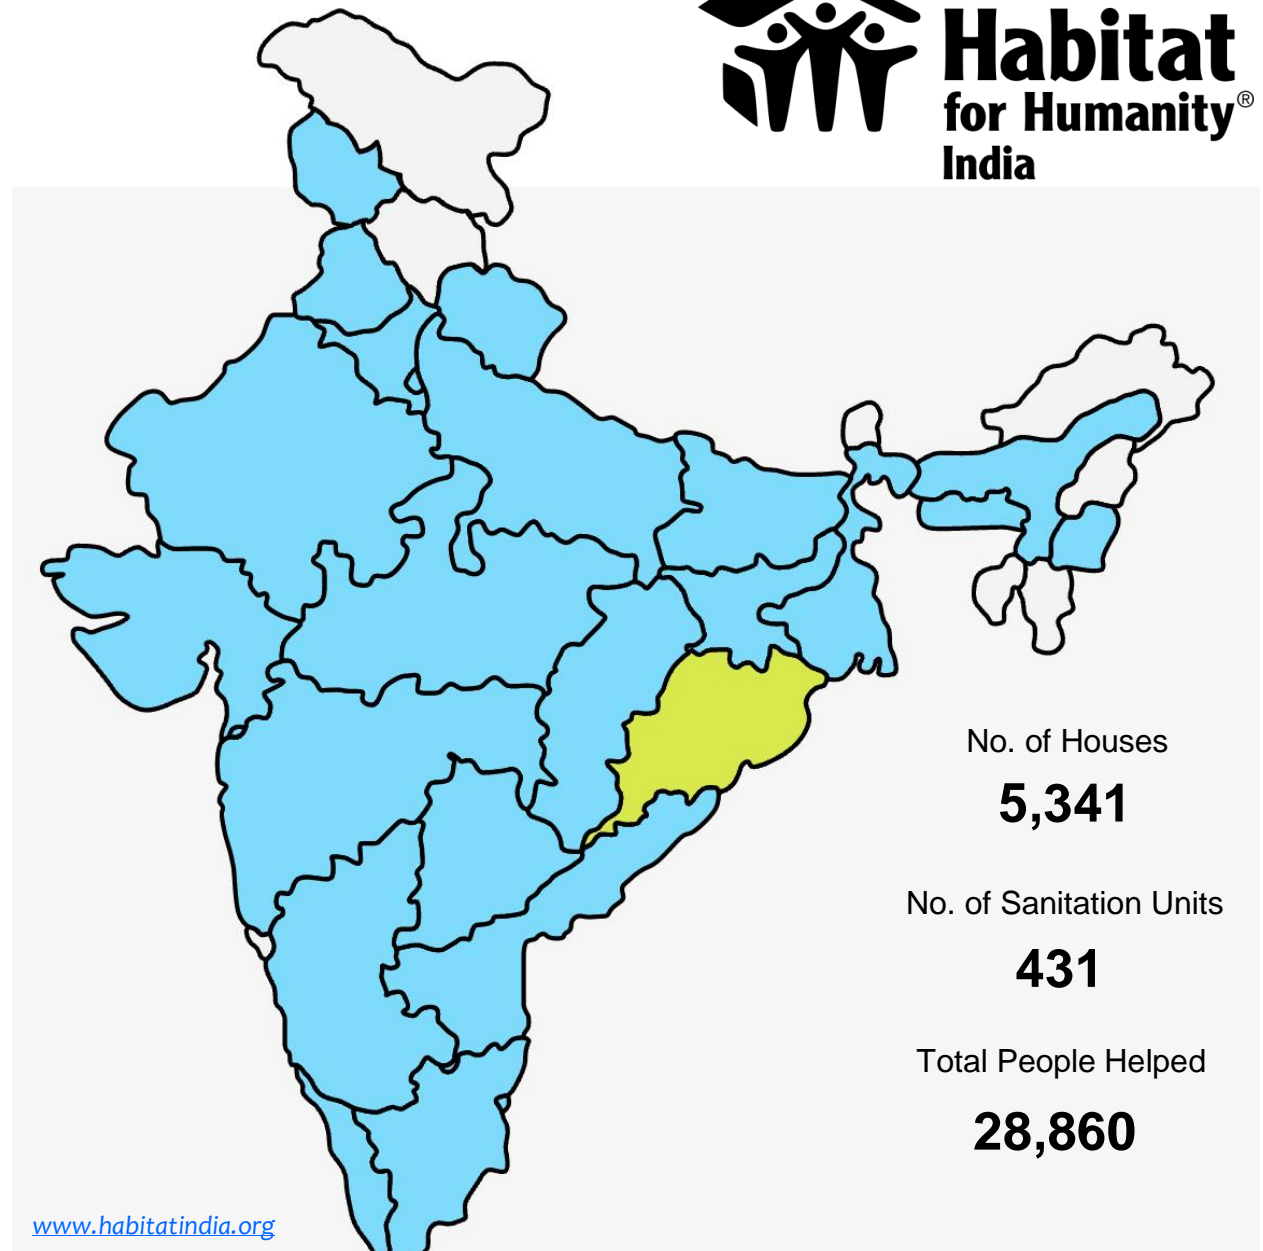 Habitat
for Humanity®
India
No. of Houses
5,341
No. of Sanitation Units
431
Total People Helped
28,860
www.habitatindia.org